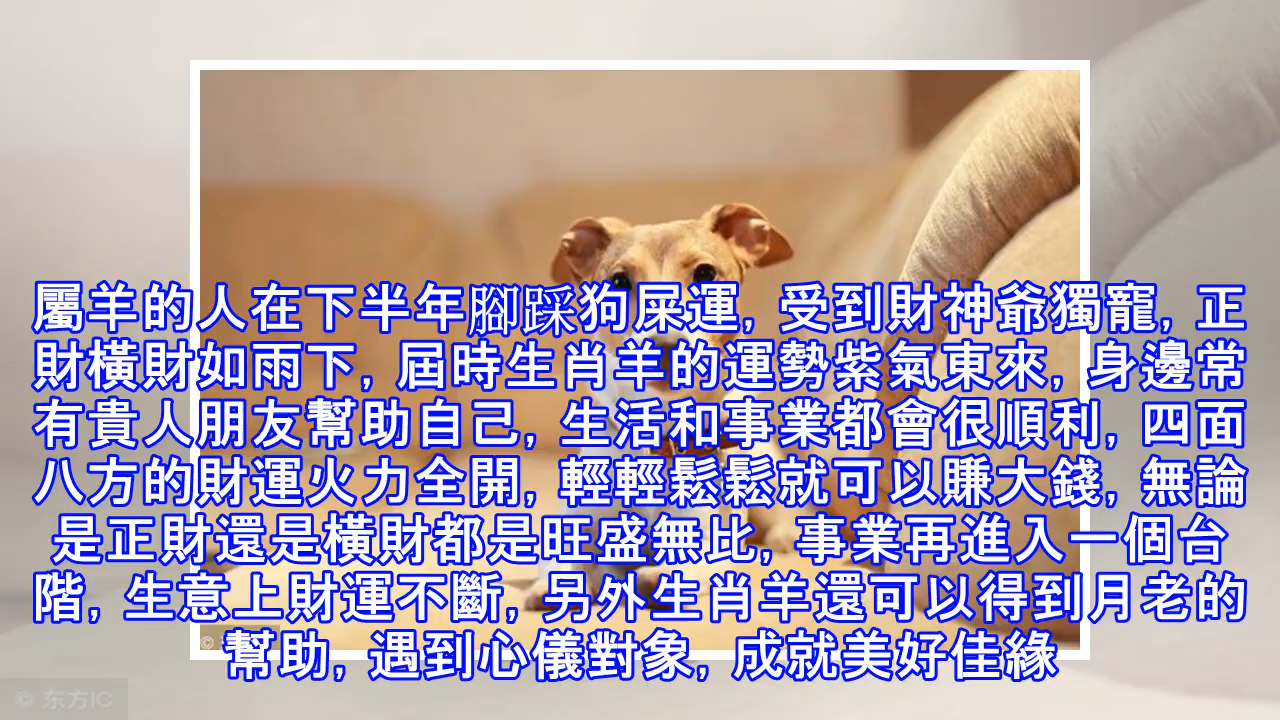 屬羊的人在下半年腳踩狗屎運, 受到財神爺獨寵, 正
財橫財如雨下, 屆時生肖羊的運勢紫氣東來, 身邊常
有貴人朋友幫助自己, 生活和事業都會很順利, 四面
八方的財運火力全開, 輕輕鬆鬆就可以賺大錢, 無論
是正財還是橫財都是旺盛無比, 事業再進入一個台
階, 生意上財運不斷, 另外生肖羊還可以得到月老的
幫助, 遇到心儀對象, 成就美好佳緣
© 东方IC